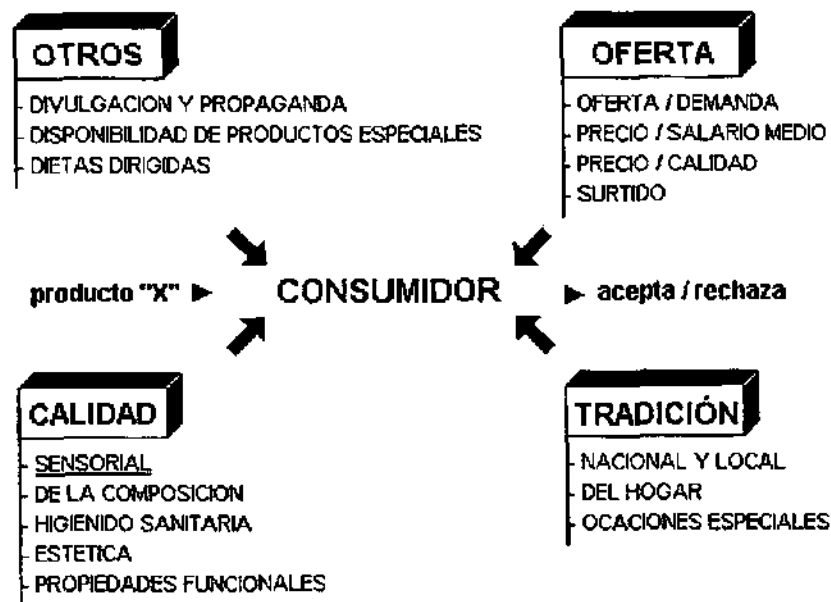 OTROS
- DIVULGACION Y PROPAGANDA
- DISPONIBILIDAD DE PRODUCTOS ESPECIALES
- DIETAS DIRIGIDAS
OFERTA
- OFERTA / DEMANDA
- PRECIO / SALARIO MEDIO
- PRECIO / CALIDAD
- SURTIDO
producto "X" ► CONSUMIDOR ► acepta / rechaza
CALIDAD
- SENSORIAL
- DE LA COMPOSICION
- HIGIENIDO SANITARIA
- ESTETICA
- PROPIEDADES FUNCIONALES
TRADICIÓN
- NACIONAL Y LOCAL
- DEL HOGAR
- OCACIONES ESPECIALES